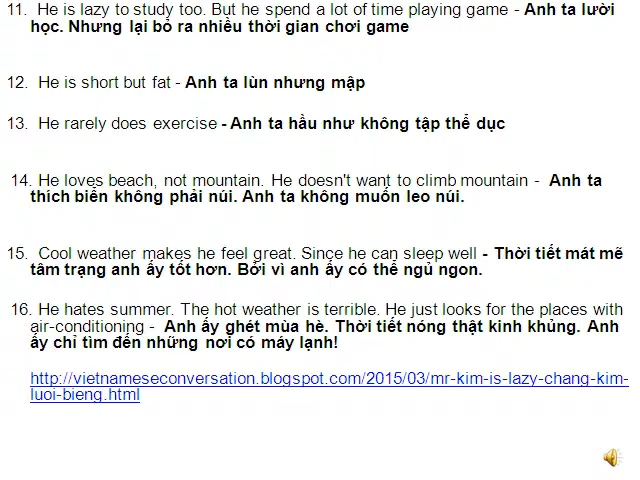 11. He is lazy to study too. But he spend a lot of time playing game - Anh ta lười
học. Nhưng lại bỏ ra nhiều thời gian chơi game
12. He is short but fat - Anh ta lùn nhưng mập
13. He rarely does exercise - Anh ta hầu như không tập thể dục
14. He loves beach, not mountain. He doesn't want to climb mountain - Anh ta
thích biển không phải núi. Anh ta không muốn leo núi.
15. Cool weather makes he feel great. Since he can sleep well - Thời tiết mát mẽ
tâm trạng anh ấy tốt hơn. Bởi vì anh ấy có thể ngủ ngon.
16. He hates summer. The hot weather is terrible. He just looks for the places with
air-conditioning - Anh ấy ghét mùa hè. Thời tiết nóng thật kinh khủng. Anh
ấy chỉ tìm đến những nơi có máy lạnh!
http://vietnameseconversation.blogspot.com/2015/03/mr-kim-is-lazy-chang-kim-
luoi-bieng.html